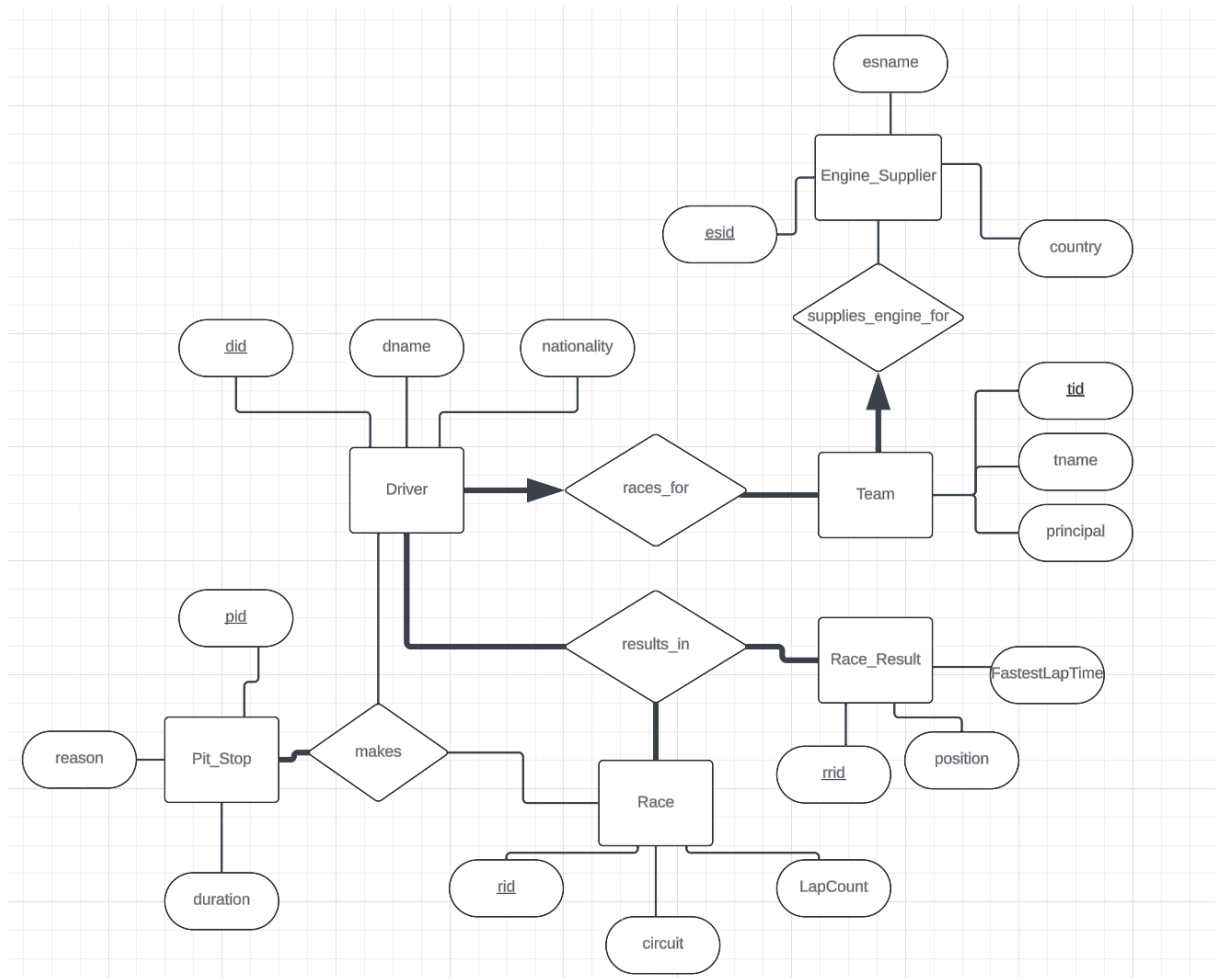 esname
Engine_Supplier
esid
country
supplies_engine_for
did
dname
nationality
tid
tname
principal
Driver
races_for
Team
pid
results_in
Race_Result
FastestLapTime
reason
Pit_Stop
makes
rrid
position
Race
duration
rid
LapCount
circuit